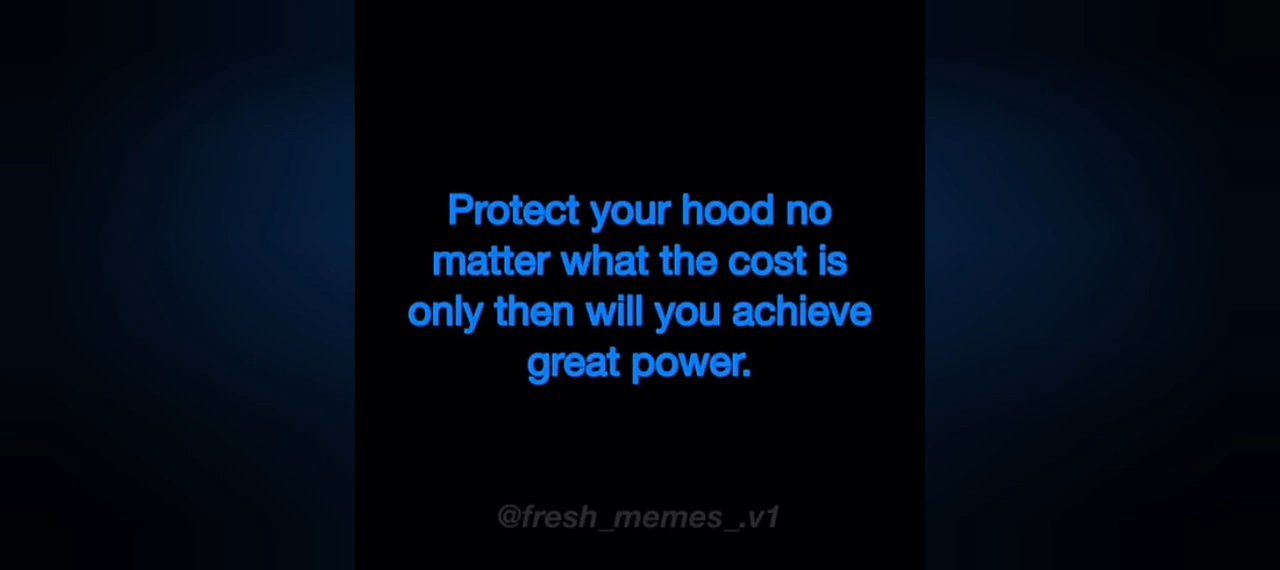 Protect your hood no
matter what the cost is
only then will you achieve
great power.
@fresh_memes_.v1